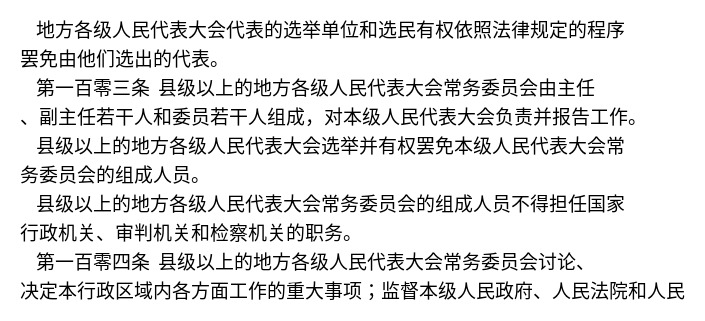 地方各级人民代表大会代表的选举单位和选民有权依照法律规定的程序
罢免由他们选出的代表。
第一百零三条 县级以上的地方各级人民代表大会常务委员会由主任
、副主任若干人和委员若干人组成，对本级人民代表大会负责并报告工作。
县级以上的地方各级人民代表大会选举并有权罢免本级人民代表大会常
务委员会的组成人员。
县级以上的地方各级人民代表大会常务委员会的组成人员不得担任国家
行政机关、审判机关和检察机关的职务。
第一百零四条 县级以上的地方各级人民代表大会常务委员会讨论、
决定本行政区域内各方面工作的重大事项；监督本级人民政府、人民法院和人民